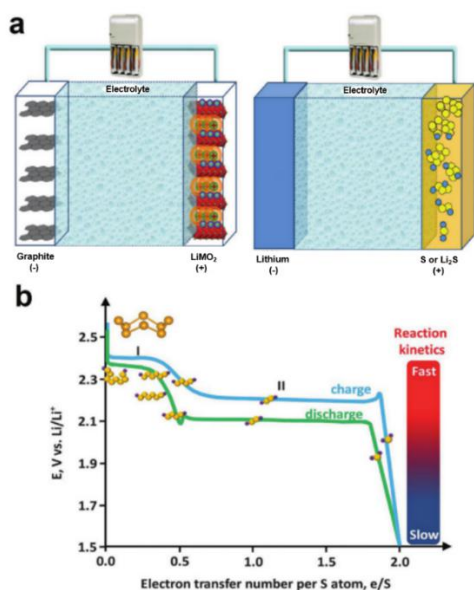 a
Electrolyte
Graphite
(-)
LiMO₂
(+)
Electrolyte
Lithium
(-)
S or Li₂S
(+)
b
E, V vs. Li/Li⁺
2.5
2.3
2.1
1.9
1.7
1.5
I
II
charge
discharge
Reaction
kinetics
Fast
Slow
0.0 0.5 1.0 1.5 2.0
Electron transfer number per S atom, e/S